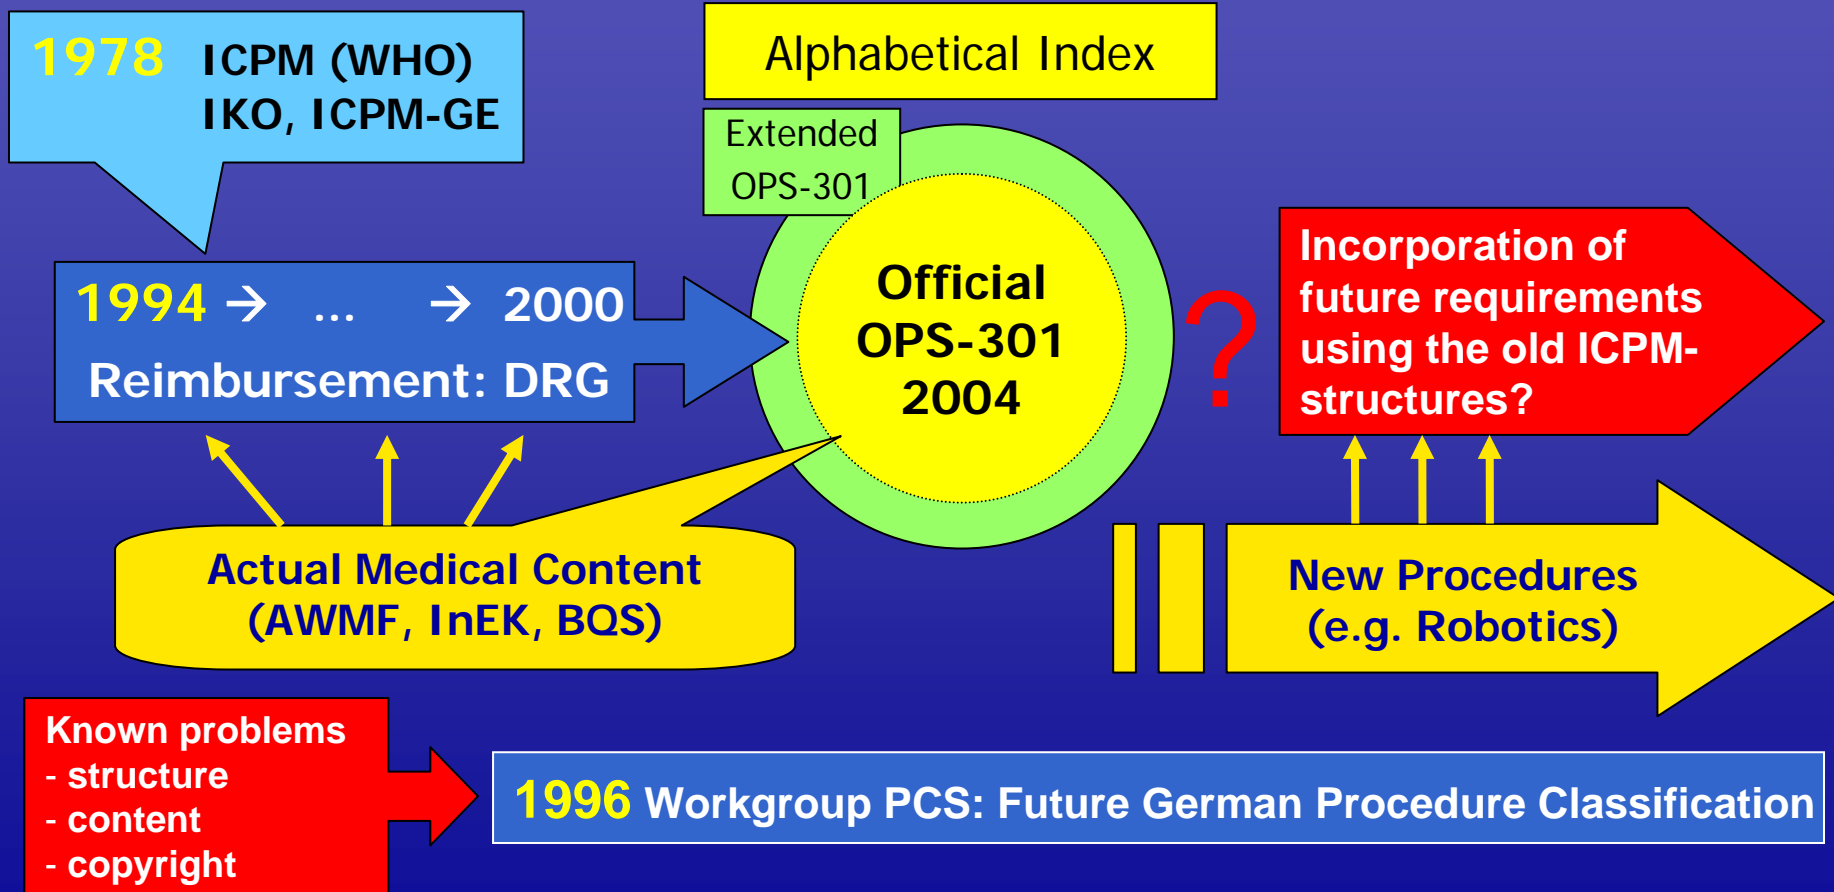 1978 ICPM (WHO)
IKO, ICPM-GE
Alphabetical Index
Extended
OPS-301
1994 → ... → 2000
Reimbursement: DRG
Official
OPS-301
2004
?
Incorporation of
future requirements
using the old ICPM-
structures?
Actual Medical Content
(AWMF, InEK, BQS)
New Procedures
(e.g. Robotics)
Known problems
- structure
- content
- copyright
1996 Workgroup PCS: Future German Procedure Classification